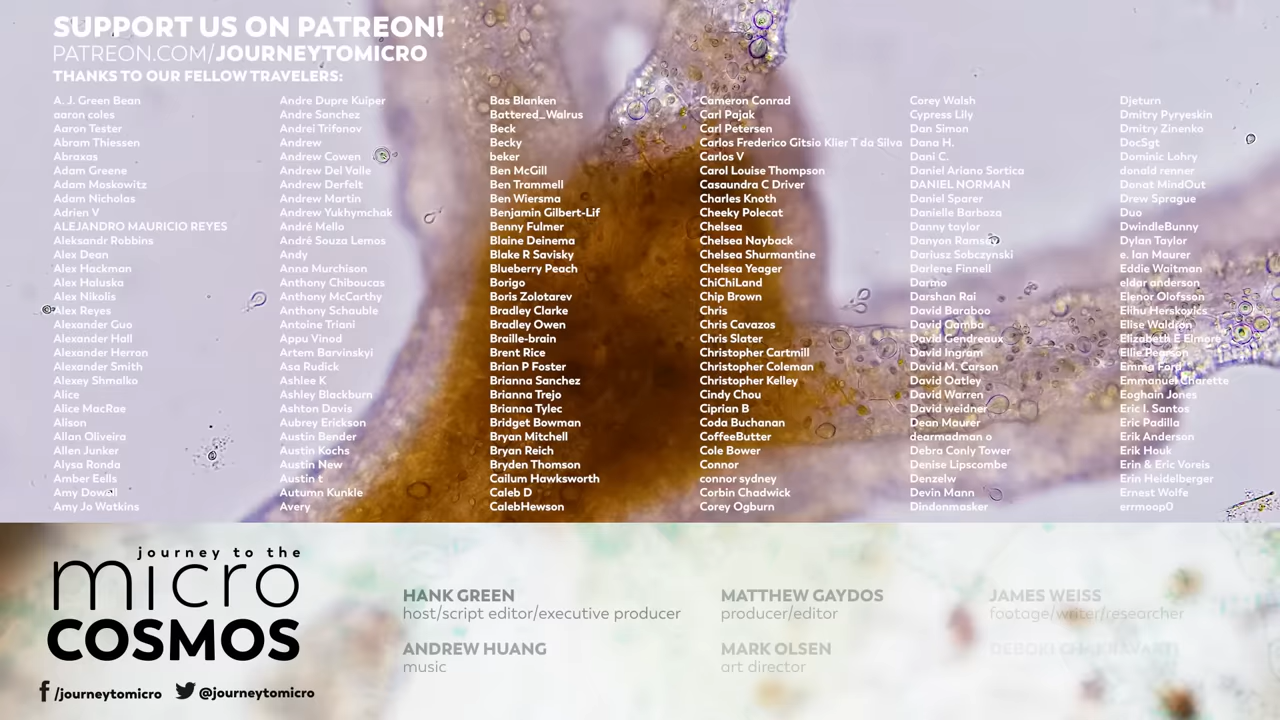 SUPPORT US ON PATREON!
PATREON.COM/JOURNEYTOMICRO
THANKS TO OUR FELLOW TRAVELERS:
A. J. Green Bean
aaron coles
Aaron Tester
Abram Thiessen
Abraxas
Adam Greene
Adam Moskowitz
Adam Nicholas
Adrien V
ALEJANDRO MAURICIO REYES
Aleksandr Robbins
Alex Dean
Alex Hackman
Alex Haluska
Alex Nikolis
Alex Reyes
Alexander Guo
Alexander Hall
Alexander Herron
Alexander Smith
Alexey Shmalko
Alice
Alice MacRae
Alison
Allan Oliveira
Allen Junker
Alysa Ronda
Amber Eells
Amy Dowall
Amy Jo Watkins
Andre Dupre Kuiper
Andre Sanchez
Andrei Trifonov
Andrew
Andrew Cowen
Andrew Del Valle
Andrew Derfelt
Andrew Martin
Andrew Yukhymchak
André Mello
André Souza Lemos
Andy
Anna Murchison
Anthony Chiboucas
Anthony McCarthy
Anthony Schauble
Antoine Triani
Appu Vinod
Artem Barvinskyi
Asa Rudick
Ashlee K
Ashley Blackburn
Ashton Davis
Aubrey Erickson
Austin Bender
Austin Kochs
Austin New
Austin t
Autumn Kunkle
Avery
Bas Blanken
Battered_Walrus
Beck
Becky
beker
Ben McGill
Ben Trammell
Ben Wiersma
Benjamin Gilbert-Lif
Benny Fulmer
Blaine Deinema
Blake R Savisky
Blueberry Peach
Borigo
Boris Zolotarev
Bradley Clarke
Bradley Owen
Braille-brain
Brent Rice
Brian P Foster
Brianna Sanchez
Brianna Trejo
Brianna Tylec
Bridget Bowman
Bryan Mitchell
Bryan Reich
Bryden Thomson
Cailum Hawksworth
Caleb D
CalebHewson
Cameron Conrad
Carl Pajak
Carl Petersen
Carlos Frederico Gitsio Klier T da Silva
Carlos V
Carol Louise Thompson
Casaundra C Driver
Charles Knoth
Cheeky Polecat
Chelsea
Chelsea Nayback
Chelsea Shurmantine
Chelsea Yeager
ChiChiLand
Chip Brown
Chris
Chris Cavazos
Chris Slater
Christopher Cartmill
Christopher Coleman
Christopher Kelley
Cindy Chou
Ciprian B
Coda Buchanan
CoffeeButter
Cole Bower
Connor
connor sydney
Corbin Chadwick
Corey Ogburn
Corey Walsh
Cypress Lily
Dan Simon
Dana H.
Dani C.
Daniel Ariano Sortica
DANIEL NORMAN
Daniel Sparer
Danielle Barboza
Danny taylor
Danyon Ramsay
Dariusz Sobczynski
Darlene Finnell
Darmo
Darshan Rai
David Baraboo
David Gamba
David Gendreaux
David Ingram
David M. Carson
David Oatley
David Warren
David weidner
Dean Maurer
dearmadman o
Debra Conly Tower
Denise Lipscombe
Denzelw
Devin Mann
Dindonmasker
Djeturn
Dmitry Pyryeskin
Dmitry Zinenko
DocSgt
Dominic Lohry
donald renner
Donat MindOut
Drew Sprague
Duo
DwindleBunny
Dylan Taylor
e. Ian Maurer
Eddie Waitman
eldar anderson
Elenor Olofsson
Elihu Herskovics
Elise Waldron
Elizabeth E Elmore
Ellie Pearson
Emma Ford
Emmanuel Charette
Eoghain Jones
Eric I. Santos
Eric Padilla
Erik Anderson
Erik Houk
Erin & Eric Voreis
Erin Heidelberger
Ernest Wolfe
errmoap0
journey to the
micro
COSMOS
/journeytomicro
@journeytomicro
HANK GREEN
host/script editor/executive producer
ANDREW HUANG
music
MATTHEW GAYDOS
producer/editor
MARK OLSEN
art director
JAMES WEISS
footage/writer/researcher